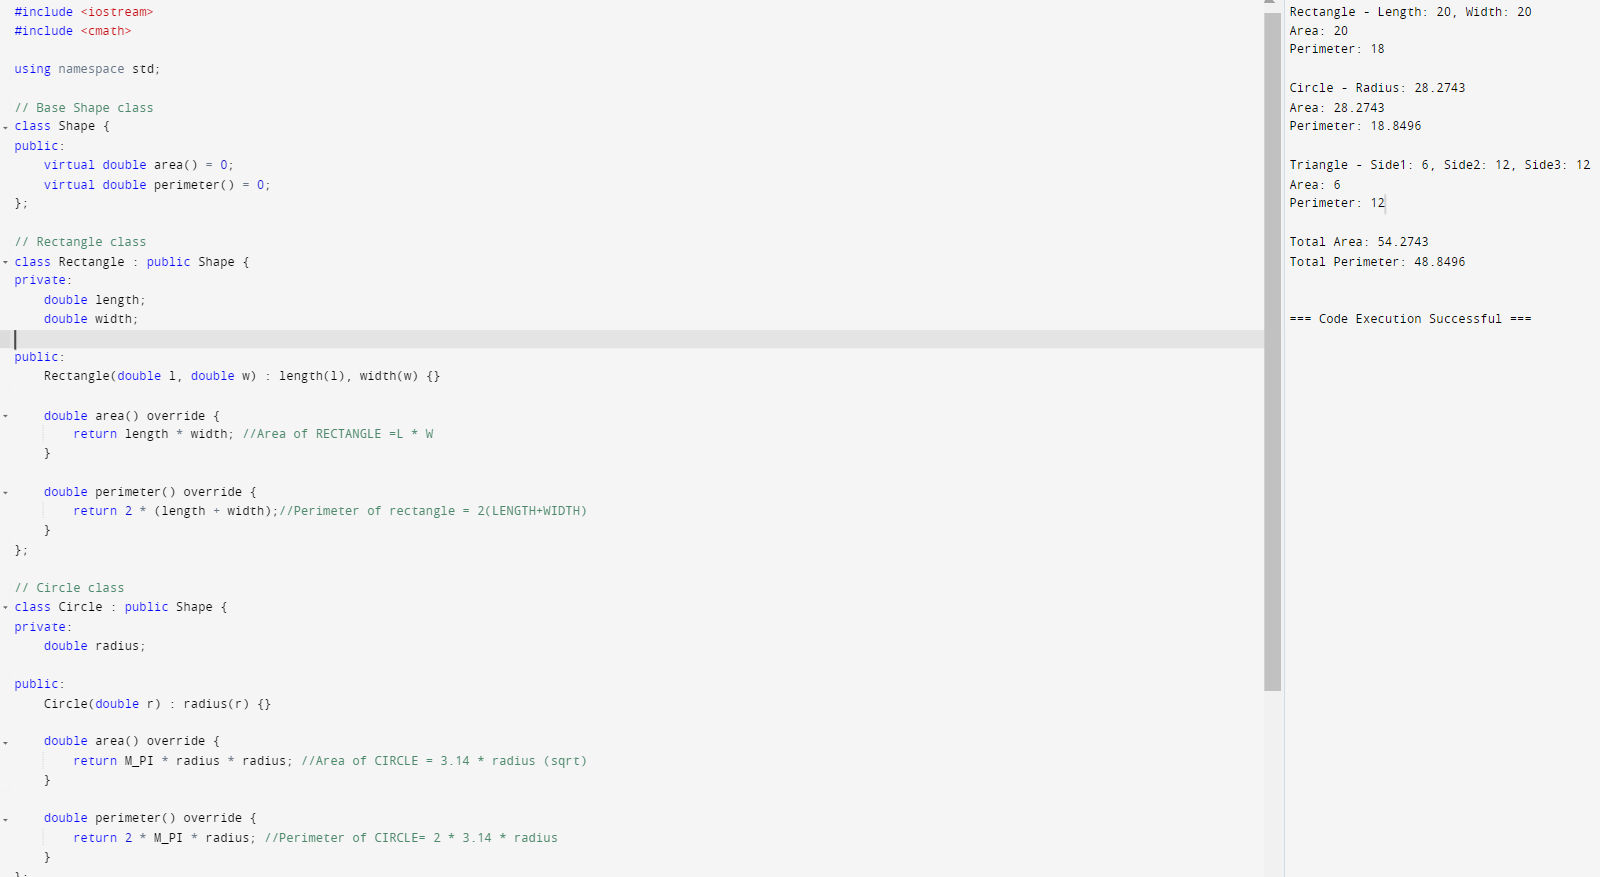 #include <iostream>
#include <cmath>
using namespace std;
// Base Shape class
class Shape {
public:
    virtual double area() = 0;
    virtual double perimeter() = 0;
};
// Rectangle class
class Rectangle : public Shape {
private:
    double length;
    double width;
public:
    Rectangle(double l, double w) : length(l), width(w) {}
    double area() override {
        return length * width; //Area of RECTANGLE =L * W
    }
    double perimeter() override {
        return 2 * (length + width);//Perimeter of rectangle = 2(LENGTH+WIDTH)
    }
};
// Circle class
class Circle : public Shape {
private:
    double radius;
public:
    Circle(double r) : radius(r) {}
    double area() override {
        return M_PI * radius * radius; //Area of CIRCLE = 3.14 * radius (sqrt)
    }
    double perimeter() override {
        return 2 * M_PI * radius; //Perimeter of CIRCLE= 2 * 3.14 * radius
    }
};
Rectangle - Length: 20, Width: 20
Area: 20
Perimeter: 18
Circle - Radius: 28.2743
Area: 28.2743
Perimeter: 18.8496
Triangle - Side1: 6, Side2: 12, Side3: 12
Area: 6
Perimeter: 12
Total Area: 54.2743
Total Perimeter: 48.8496
=== Code Execution Successful ===